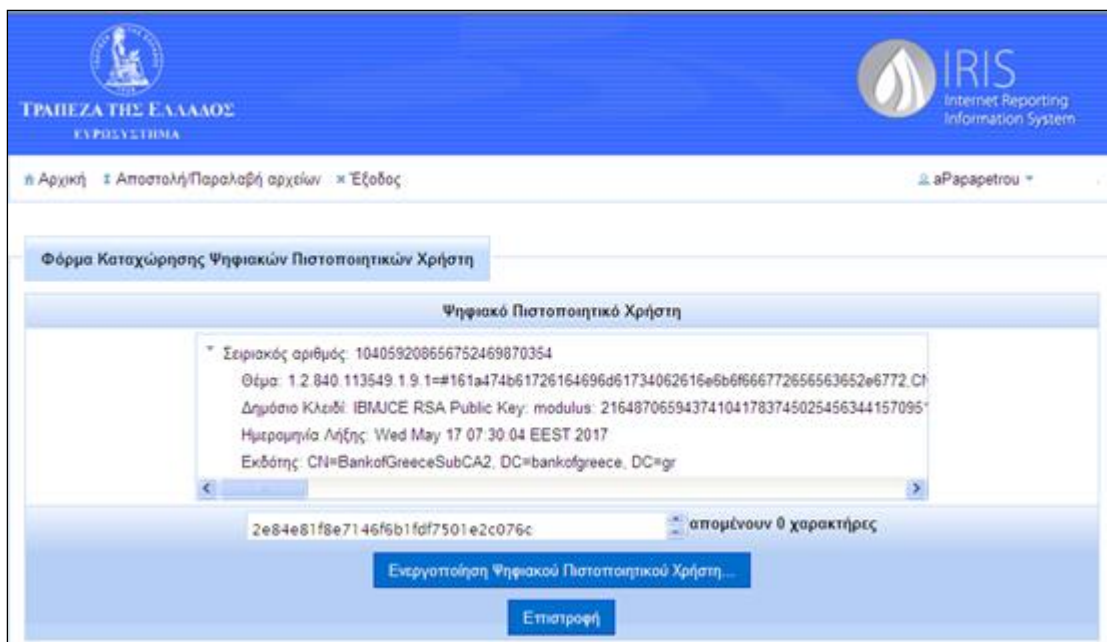 ΤΡΑΠΕΖΑ ΤΗΣ ΕΛΛΑΔΟΣ
ΕΥΡΩΣΥΣΤΗΜΑ
IRIS
Internet Reporting
Information System
Αρχική Αποστολή/Παραλαβή αρχείων Έξοδος aPapapetrou
Φόρμα Καταχώρησης Ψηφιακών Πιστοποιητικών Χρήστη
Ψηφιακό Πιστοποιητικό Χρήστη
Σειριακός αριθμός: 104059208656752469870354
Θέμα: 1.2.840.113549.1.9.1=#161a474b61726164696d61734062616e6b6f666772656563652e6772,CN
Δημόσιο Κλειδί: IBMJCE RSA Public Key: modulus: 216487065943741041783745025456344157095
Ημερομηνία Λήξης: Wed May 17 07:30:04 EEST 2017
Εκδότης: CN=BankofGreeceSubCA2, DC=bankofgreece, DC=gr
2e84e81f8e7146f6b1fdf7501e2c076c απομένουν 0 χαρακτήρες
Ενεργοποίηση Ψηφιακού Πιστοποιητικού Χρήστη...
Επιστροφή